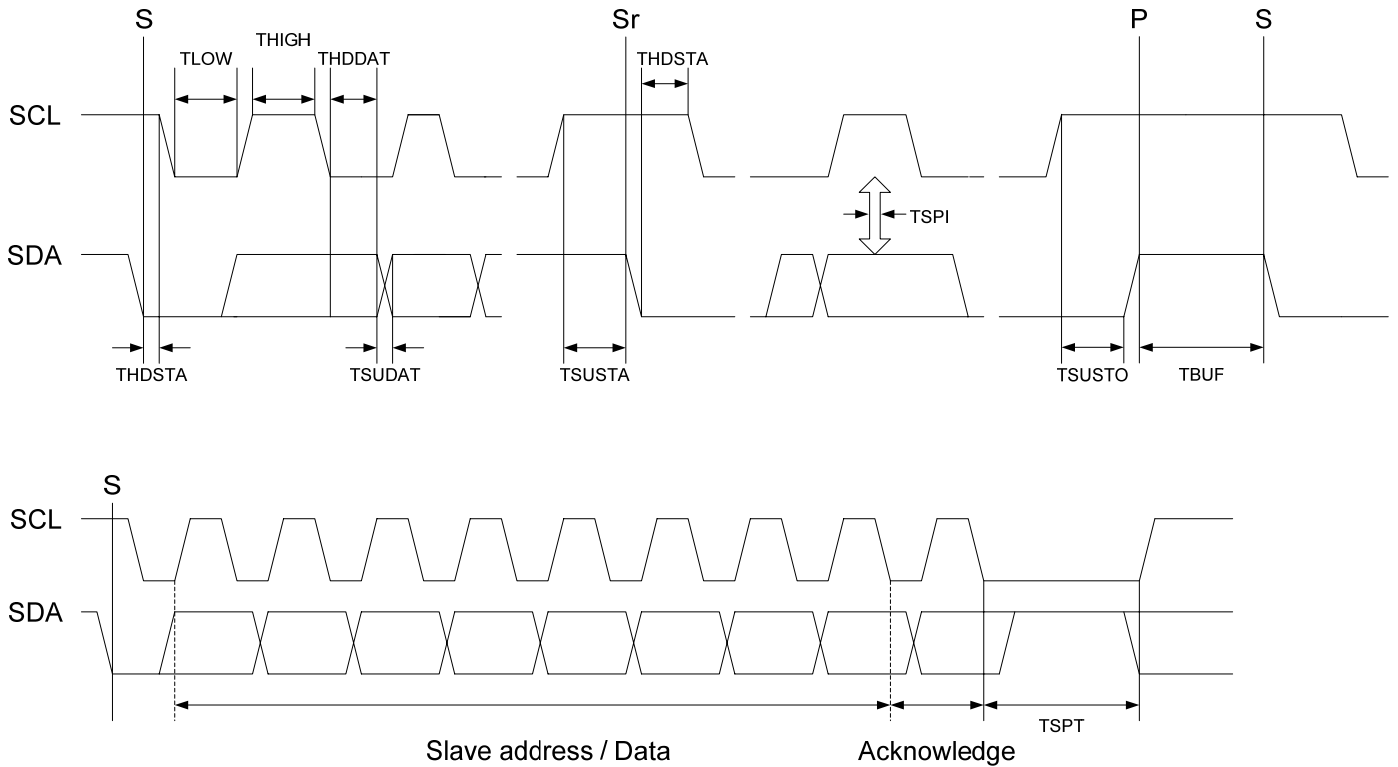 S Sr P S
THIGH
TLOW THDDAT THDSTA
SCL
TSPI
SDA
THDSTA TSUDAT TSUSTA TSUSTO TBUF
S
SCL
SDA
TSPT
Slave address / Data Acknowledge